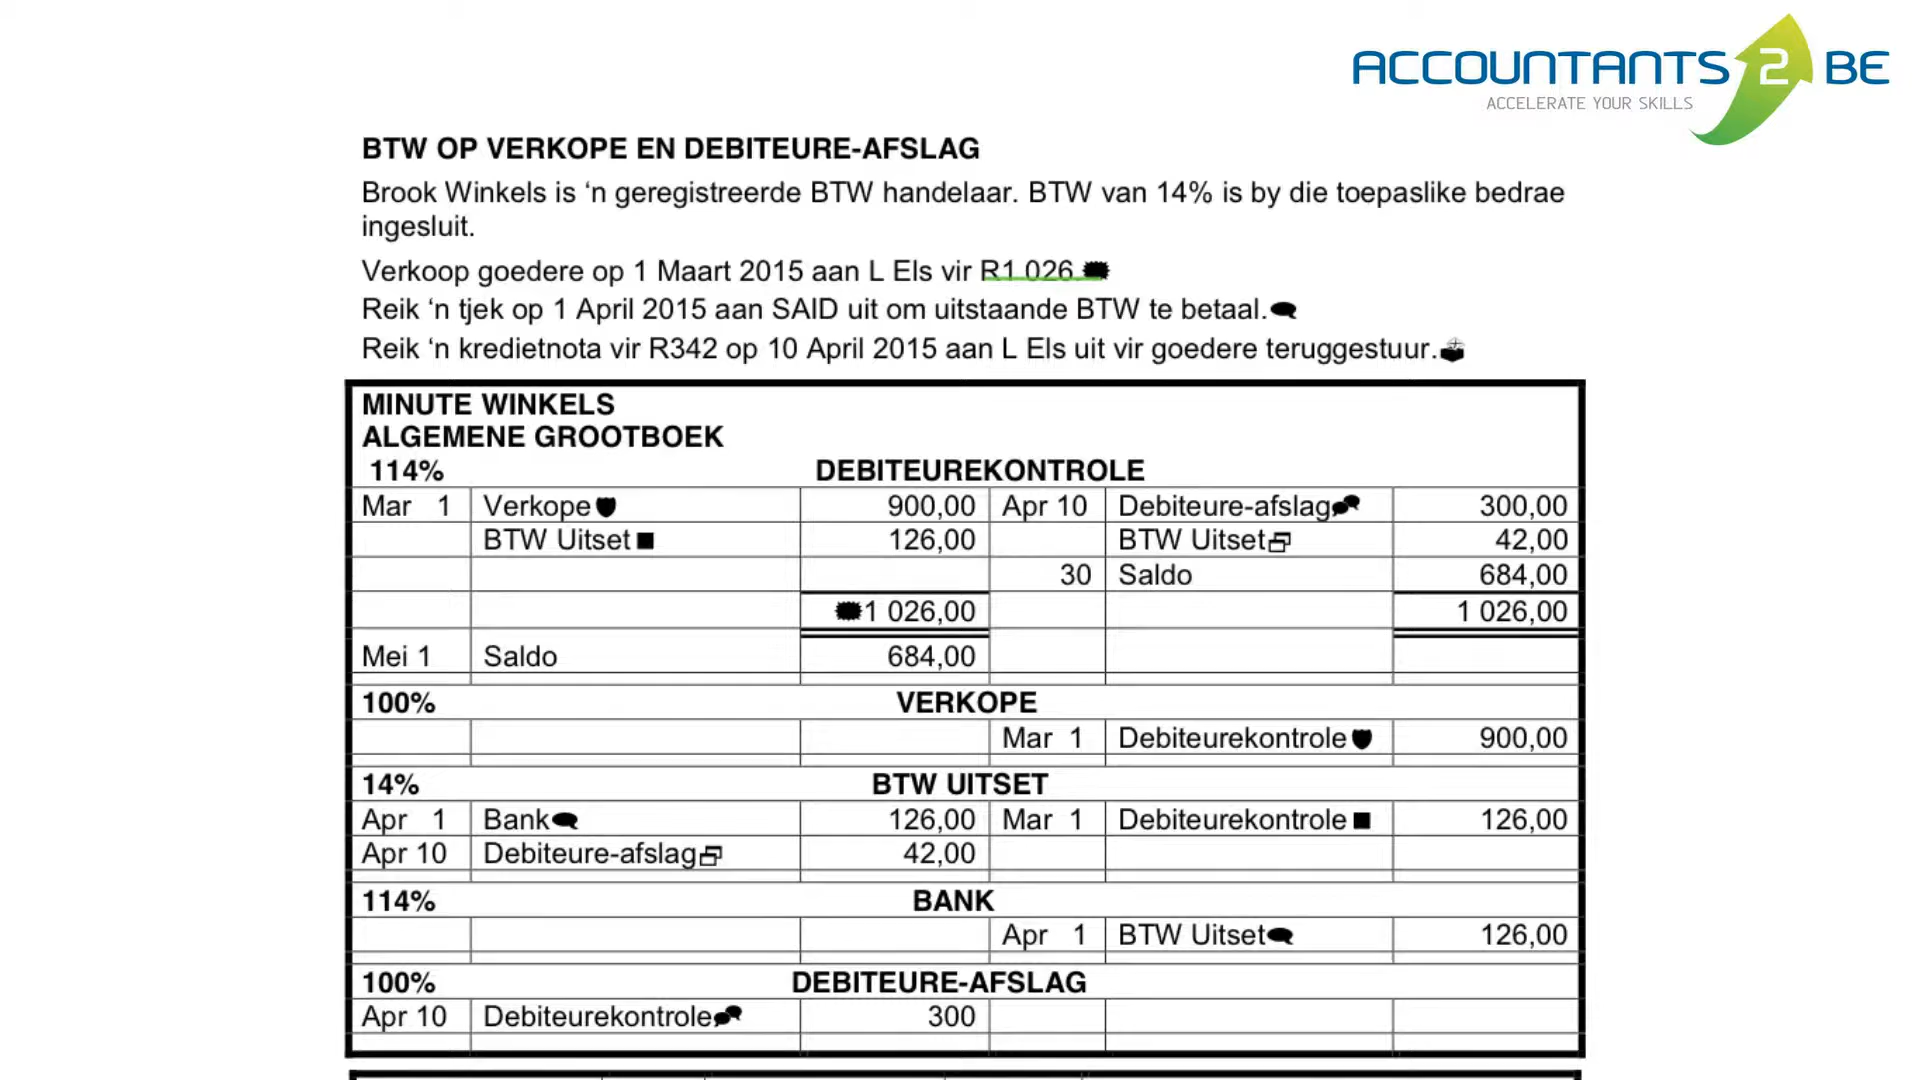 ACCOUNTANTS 2 BE
ACCELERATE YOUR SKILLS
BTW OP VERKOPE EN DEBITEURE-AFSLAG
Brook Winkels is ‘n geregistreerde BTW handelaar. BTW van 14% is by die toepaslike bedrae
ingesluit.
Verkoop goedere op 1 Maart 2015 aan L Els vir R1 026
Reik ‘n tjek op 1 April 2015 aan SAID uit om uitstaande BTW te betaal.
Reik ‘n kredietnota vir R342 op 10 April 2015 aan L Els uit vir goedere teruggestuur.
MINUTE WINKELS
ALGEMENE GROOTBOEK
114% DEBITEUREKONTROLE
Mar 1 Verkope 900,00 Apr 10 Debiteure-afslag 300,00
BTW Uitset 126,00 BTW Uitset 42,00
30 Saldo 684,00
1 026,00 1 026,00
Mei 1 Saldo 684,00
100% VERKOPE
Mar 1 Debiteurekontrole 900,00
14% BTW UITSET
Apr 1 Bank 126,00 Mar 1 Debiteurekontrole 126,00
Apr 10 Debiteure-afslag 42,00
114% BANK
Apr 1 BTW Uitset 126,00
100% DEBITEURE-AFSLAG
Apr 10 Debiteurekontrole 300